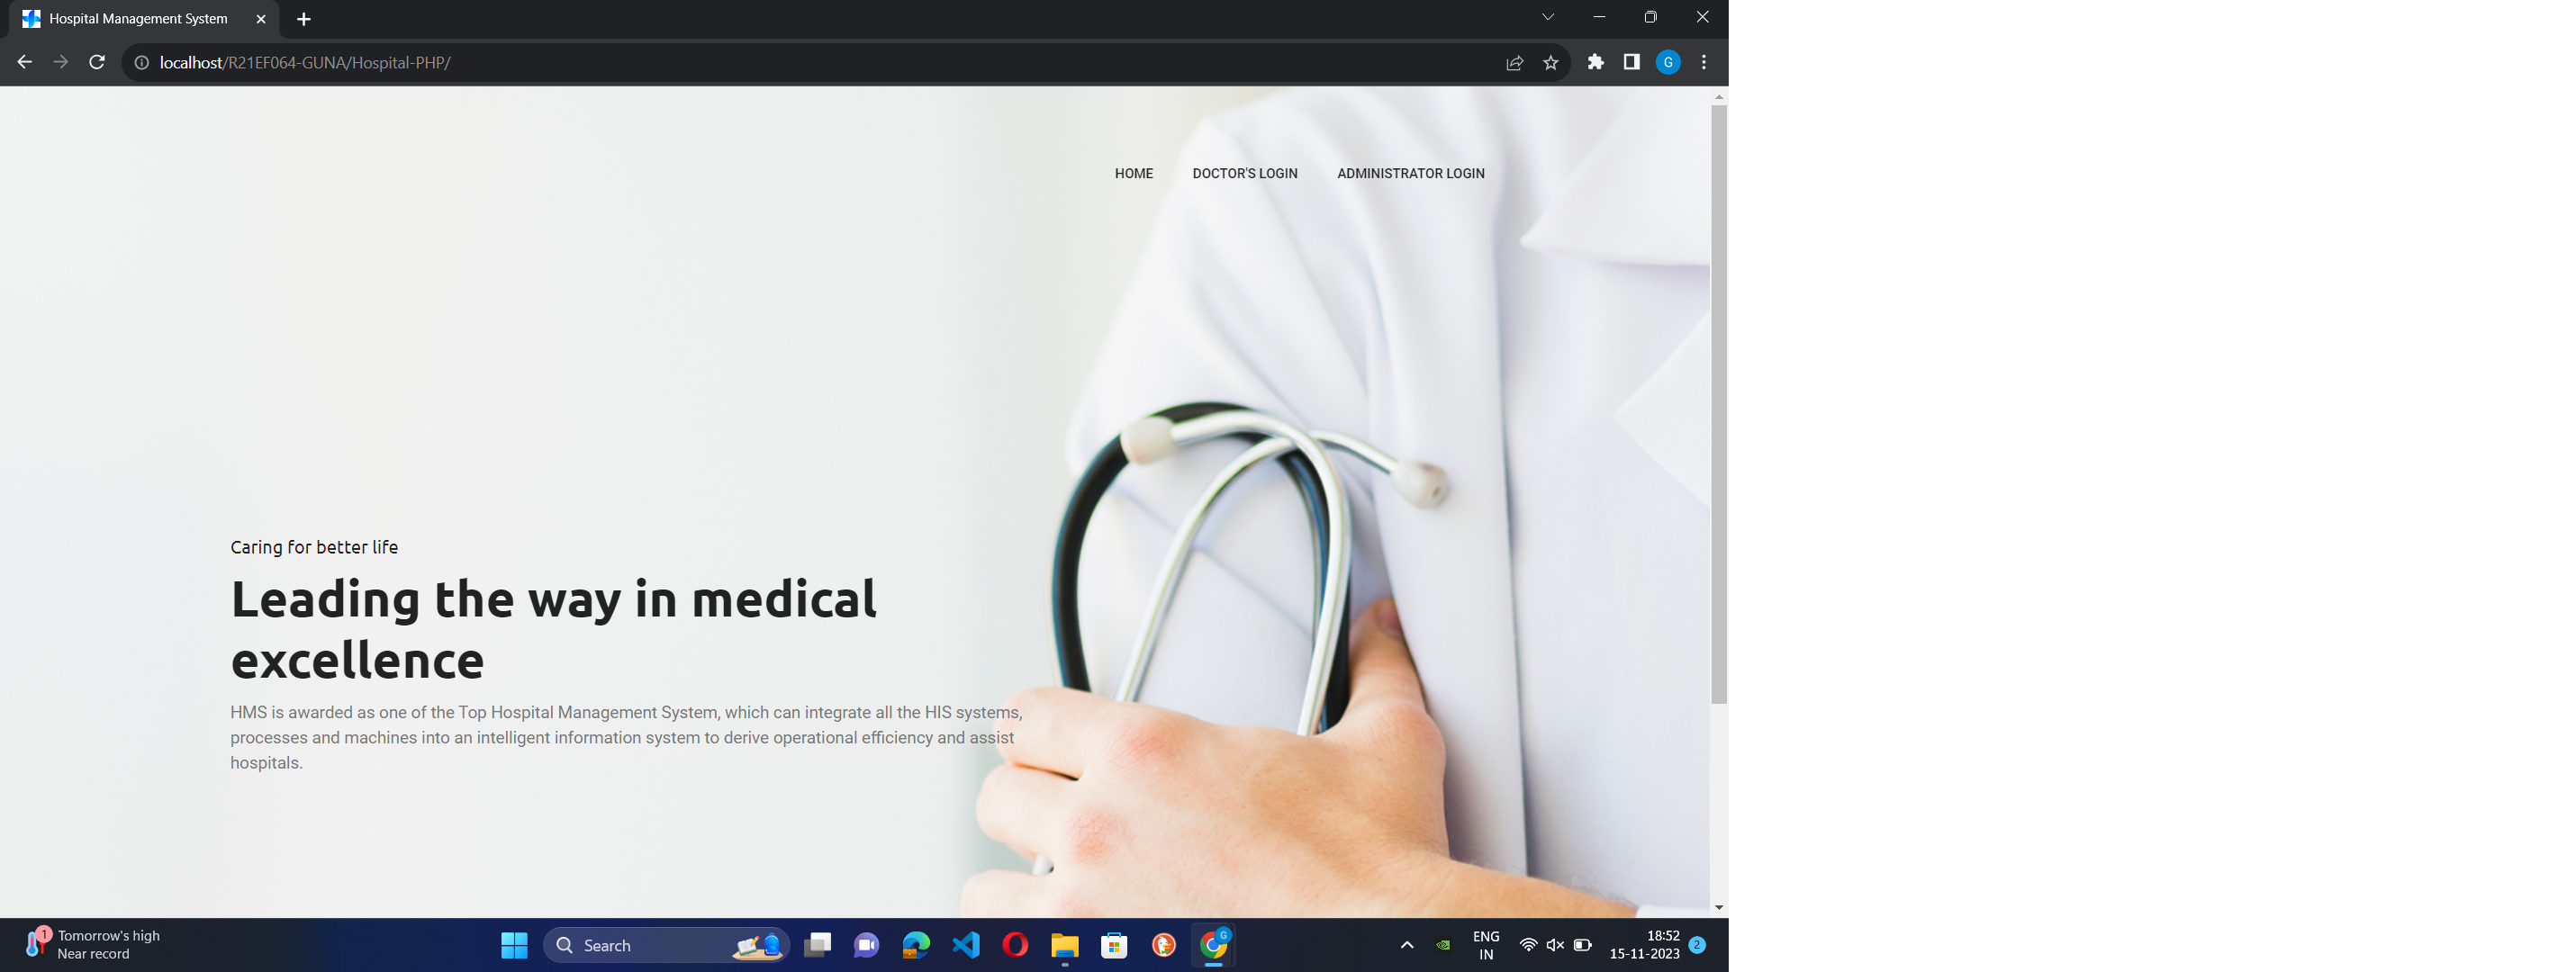 Hospital Management System
localhost/R21EF064-GUNA/Hospital-PHP/
G
HOME DOCTOR'S LOGIN ADMINISTRATOR LOGIN
Caring for better life
Leading the way in medical
excellence
HMS is awarded as one of the Top Hospital Management System, which can integrate all the HIS systems,
processes and machines into an intelligent information system to derive operational efficiency and assist
hospitals.
1
Tomorrow's high
Near record
Search
G
ENG
IN
18:52
15-11-2023
2